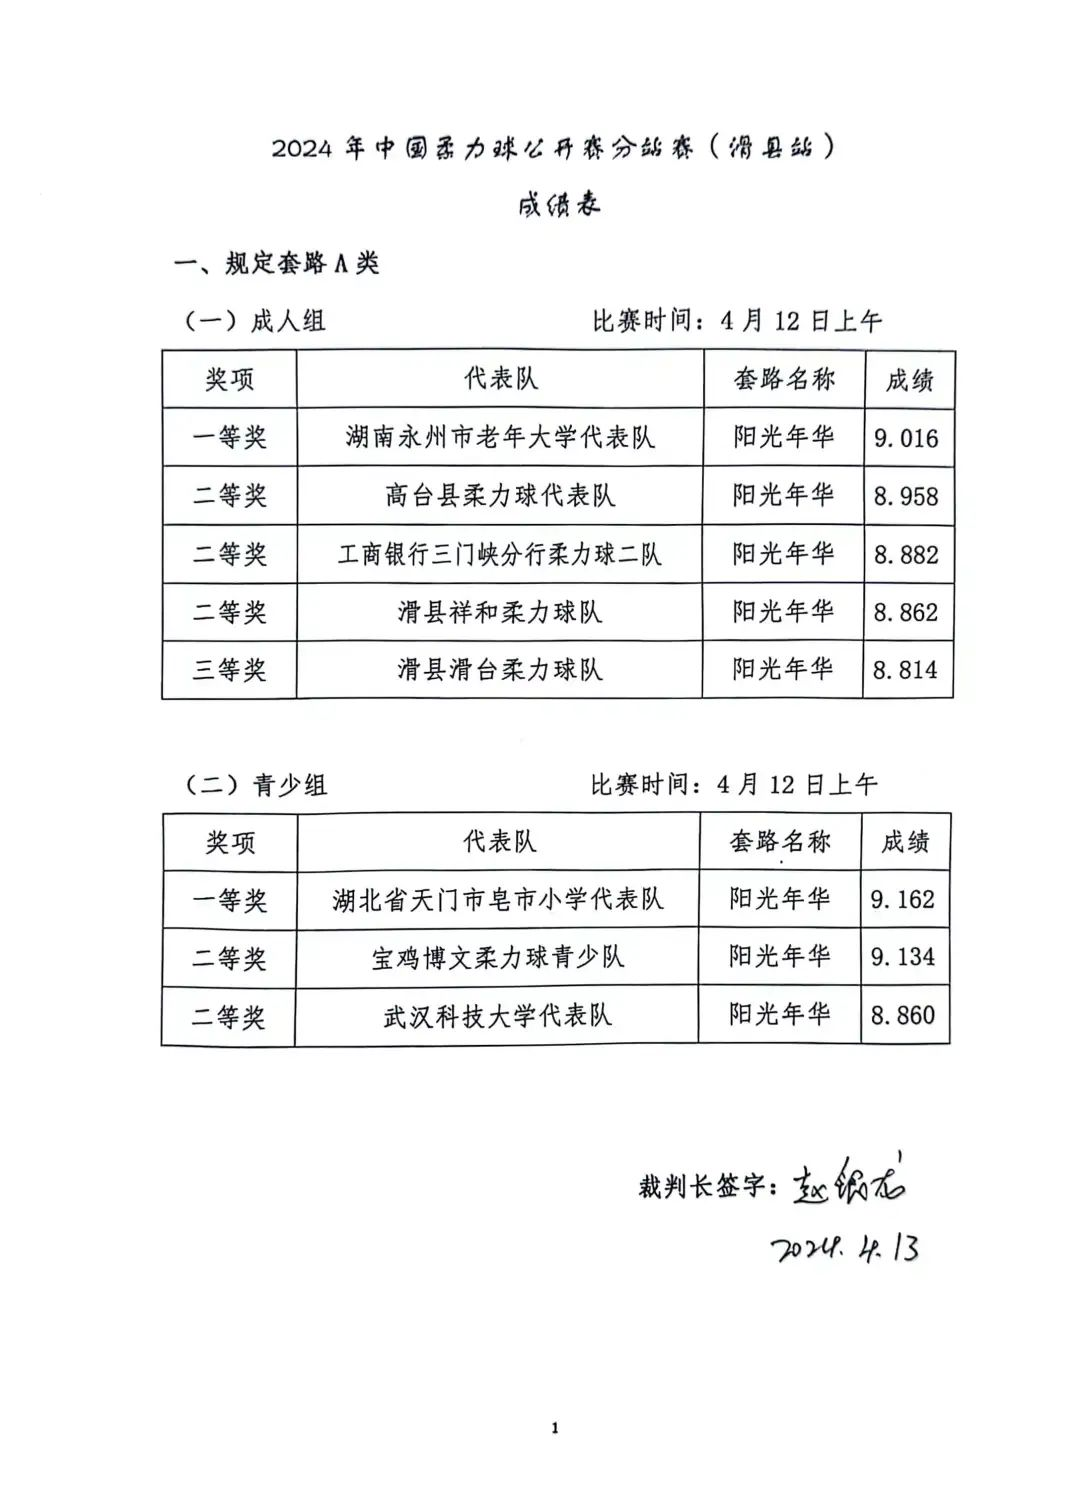 2024年中国柔力球公开赛分站赛（滑县站）
成绩表
一、规定套路A类
（一）成人组 比赛时间：4月12日上午
奖项 代表队 套路名称 成绩
一等奖 湖南永州市老年大学代表队 阳光年华 9.016
二等奖 高台县柔力球代表队 阳光年华 8.958
二等奖 工商银行三门峡分行柔力球二队 阳光年华 8.882
二等奖 滑县祥和柔力球队 阳光年华 8.862
三等奖 滑县滑台柔力球队 阳光年华 8.814
（二）青少组 比赛时间：4月12日上午
奖项 代表队 套路名称 成绩
一等奖 湖北省天门市皂市小学代表队 阳光年华 9.162
二等奖 宝鸡博文柔力球青少队 阳光年华 9.134
二等奖 武汉科技大学代表队 阳光年华 8.860
裁判长签字：赵银龙
2024.4.13
1